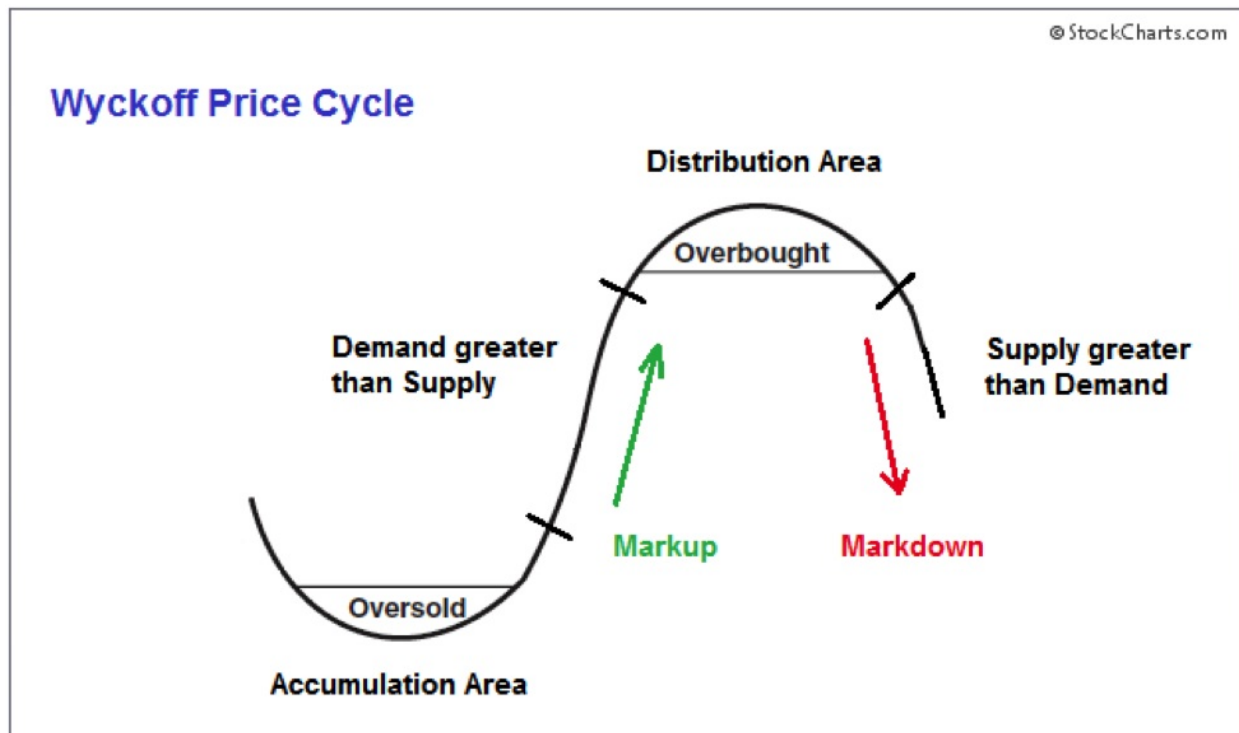 © StockCharts.com
Wyckoff Price Cycle
Distribution Area
Overbought
Demand greater
than Supply
Supply greater
than Demand
Markup
Markdown
Oversold
Accumulation Area